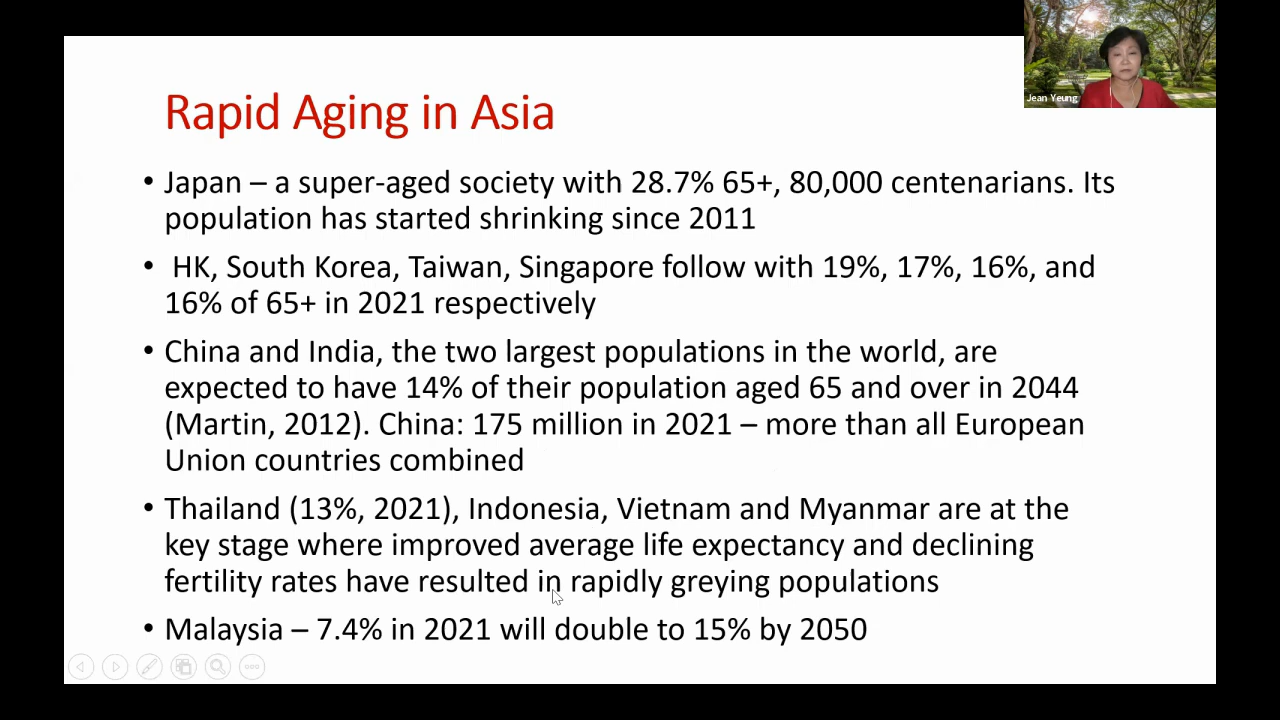 Jean Yeung
Rapid Aging in Asia
• Japan – a super-aged society with 28.7% 65+, 80,000 centenarians. Its
population has started shrinking since 2011
• HK, South Korea, Taiwan, Singapore follow with 19%, 17%, 16%, and
16% of 65+ in 2021 respectively
• China and India, the two largest populations in the world, are
expected to have 14% of their population aged 65 and over in 2044
(Martin, 2012). China: 175 million in 2021 – more than all European
Union countries combined
• Thailand (13%, 2021), Indonesia, Vietnam and Myanmar are at the
key stage where improved average life expectancy and declining
fertility rates have resulted in rapidly greying populations
• Malaysia – 7.4% in 2021 will double to 15% by 2050